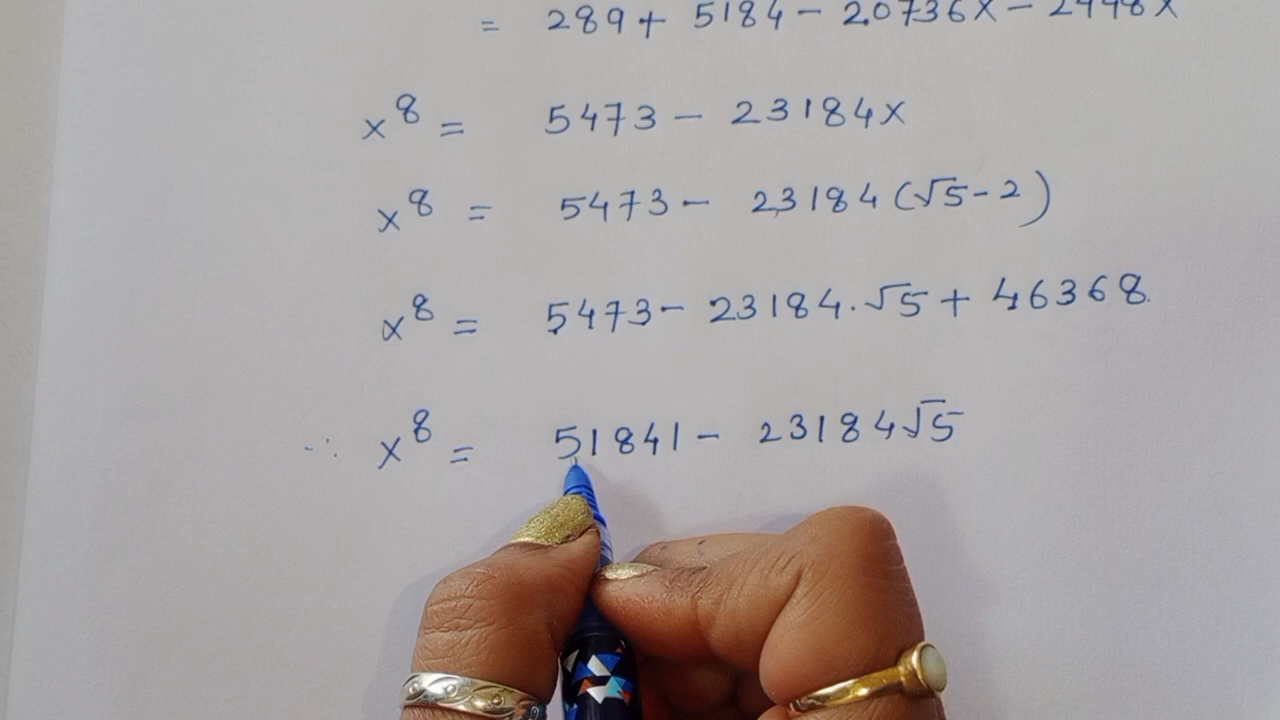 = 289 + 5184 - 20736x - 2448x
x⁸ = 5473 - 23184x
x⁸ = 5473 - 23184(√5-2)
x⁸ = 5473 - 23184.√5 + 46368
∴ x⁸ = 51841 - 23184√5